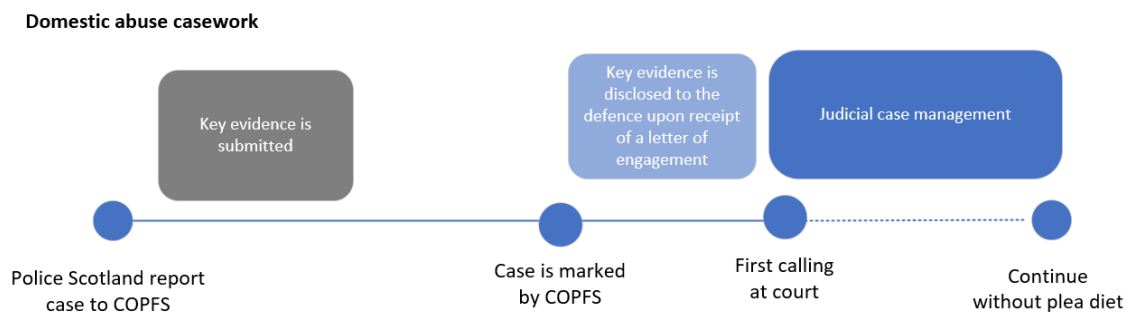 Domestic abuse casework
Key evidence is
submitted
Key evidence is
disclosed to the
defence upon receipt
of a letter of
engagement
Judicial case management
Police Scotland report
case to COPFS
Case is marked
by COPFS
First calling
at court
Continue
without plea diet